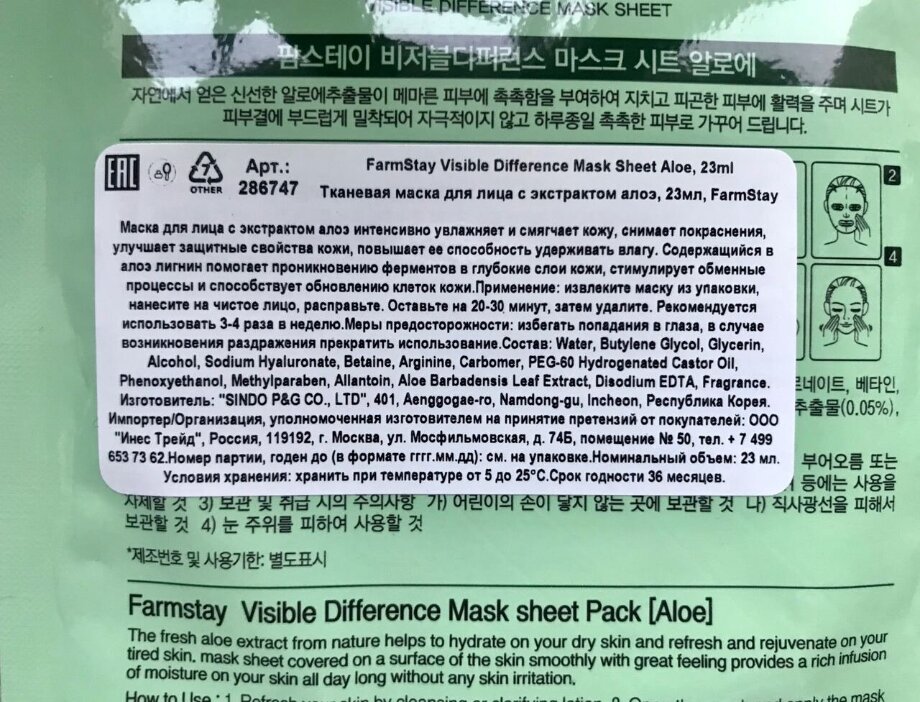 VISIBLE DIFFERENCE MASK SHEET
팜스테이 비저블디퍼런스 마스크 시트 알로에
자연에서 얻은 신선한 알로에추출물이 메마른 피부에 촉촉함을 부여하여 지치고 피곤한 피부에 활력을 주며 시트가
피부결에 부드럽게 밀착되어 자극적이지 않고 하루종일 촉촉한 피부로 가꾸어 드립니다.
EAC
7
OTHER
Арт.:
286747
FarmStay Visible Difference Mask Sheet Aloe, 23ml
Тканевая маска для лица с экстрактом алоэ, 23мл, FarmStay
2
4
Маска для лица с экстрактом алоэ интенсивно увлажняет и смягчает кожу, снимает покраснения,
улучшает защитные свойства кожи, повышает ее способность удерживать влагу. Содержащийся в
алоэ лигнин помогает проникновению ферментов в глубокие слои кожи, стимулирует обменные
процессы и способствует обновлению клеток кожи.Применение: извлеките маску из упаковки,
нанесите на чистое лицо, расправьте. Оставьте на 20-30 минут, затем удалите. Рекомендуется
использовать 3-4 раза в неделю.Меры предосторожности: избегать попадания в глаза, в случае
возникновения раздражения прекратить использование.Состав: Water, Butylene Glycol, Glycerin,
Alcohol, Sodium Hyaluronate, Betaine, Arginine, Carbomer, PEG-60 Hydrogenated Castor Oil,
Phenoxyethanol, Methylparaben, Allantoin, Aloe Barbadensis Leaf Extract, Disodium EDTA, Fragrance.
Изготовитель: "SINDO P&G CO., LTD", 401, Aenggogae-ro, Namdong-gu, Incheon, Республика Корея.
Импортер/Организация, уполномоченная изготовителем на принятие претензий от покупателей: ООО
"Инес Трейд", Россия, 119192, г. Москва, ул. Мосфильмовская, д. 74Б, помещение № 50, тел. + 7 499
653 73 62.Номер партии, годен до (в формате гггг.мм.дд): см. на упаковке.Номинальный объем: 23 мл.
Условия хранения: хранить при температуре от 5 до 25°С.Срок годности 36 месяцев.
베타인,
추출물(0.05%),
부어오름 또는
등에는 사용을
자제할 것 3) 보관 및 취급 시의 주의사항 가) 어린이의 손이 닿지 않는 곳에 보관할 것 나) 직사광선을 피해서
보관할 것 4) 눈 주위를 피하여 사용할 것
*제조번호 및 사용기한: 별도표시
Farmstay Visible Difference Mask sheet Pack [Aloe]
The fresh aloe extract from nature helps to hydrate on your dry skin and refresh and rejuvenate on your
tired skin. mask sheet covered on a surface of the skin smoothly with great feeling provides a rich infusion
of moisture on your skin all day long without any skin irritation.
How to Use : 1. Refresh your skin by cleansing or clarifying lotion. 2. Open the and apply the mask